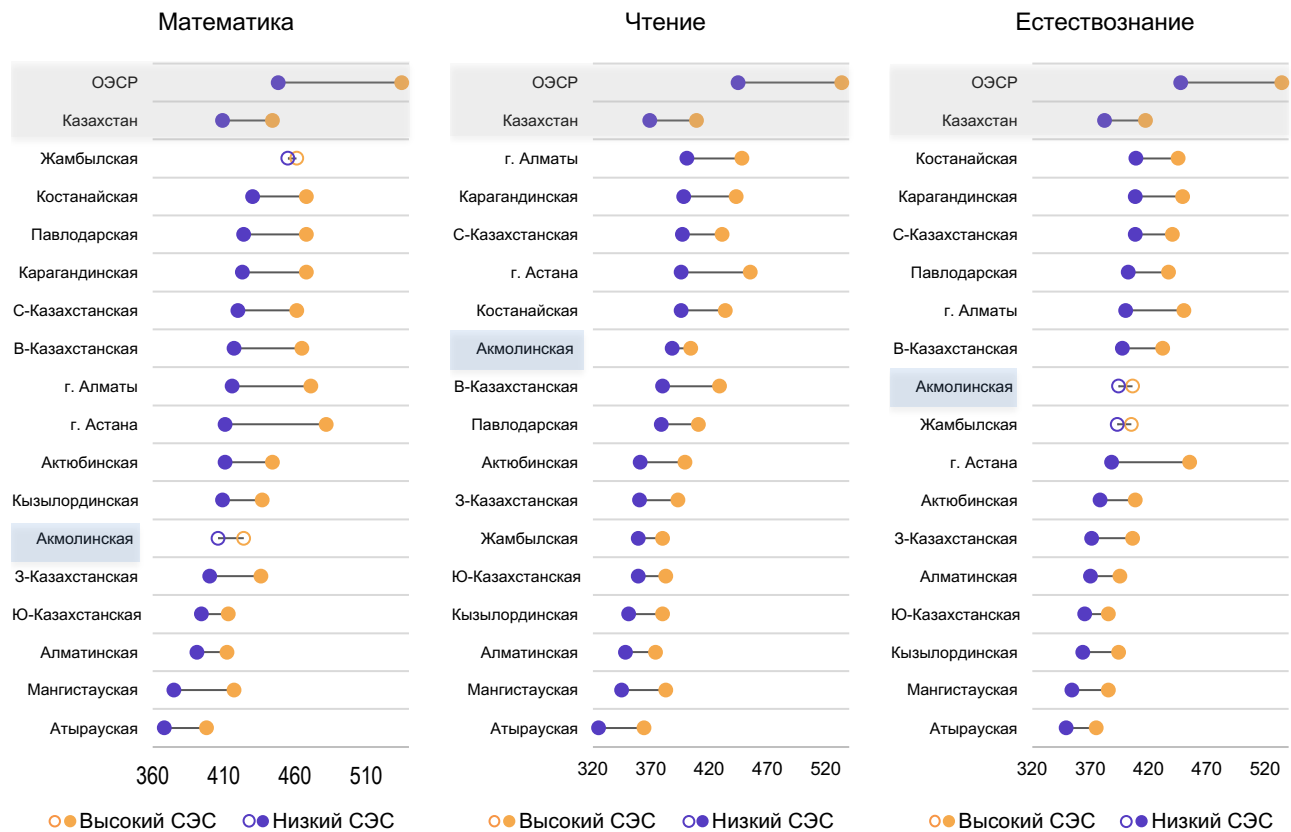 Математика
ОЭСР
Казахстан
Жамбылская
Костанайская
Павлодарская
Карагандинская
С-Казахстанская
В-Казахстанская
г. Алматы
г. Астана
Актюбинская
Кызылординская
Акмолинская
З-Казахстанская
Ю-Казахстанская
Алматинская
Мангистауская
Атырауская
360 410 460 510
Высокий СЭС Низкий СЭС
Чтение
ОЭСР
Казахстан
г. Алматы
Карагандинская
С-Казахстанская
г. Астана
Костанайская
Акмолинская
В-Казахстанская
Павлодарская
Актюбинская
З-Казахстанская
Жамбылская
Ю-Казахстанская
Кызылординская
Алматинская
Мангистауская
Атырауская
320 370 420 470 520
Высокий СЭС Низкий СЭС
Естествознание
ОЭСР
Казахстан
Костанайская
Карагандинская
С-Казахстанская
Павлодарская
г. Алматы
В-Казахстанская
Акмолинская
Жамбылская
г. Астана
Актюбинская
З-Казахстанская
Алматинская
Ю-Казахстанская
Кызылординская
Мангистауская
Атырауская
320 370 420 470 520
Высокий СЭС Низкий СЭС